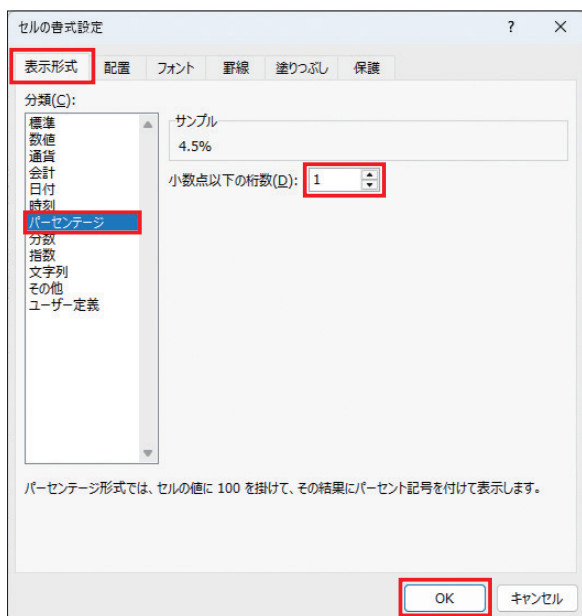 セルの書式設定 ? ×
表示形式 配置 フォント 罫線 塗りつぶし 保護
分類(C):
標準
数値
通貨
会計
日付
時刻
パーセンテージ
分数
指数
文字列
その他
ユーザー定義
サンプル
4.5%
小数点以下の桁数(D): 1
パーセンテージ形式では、セルの値に 100 を掛けて、その結果にパーセント記号を付けて表示します。
OK キャンセル